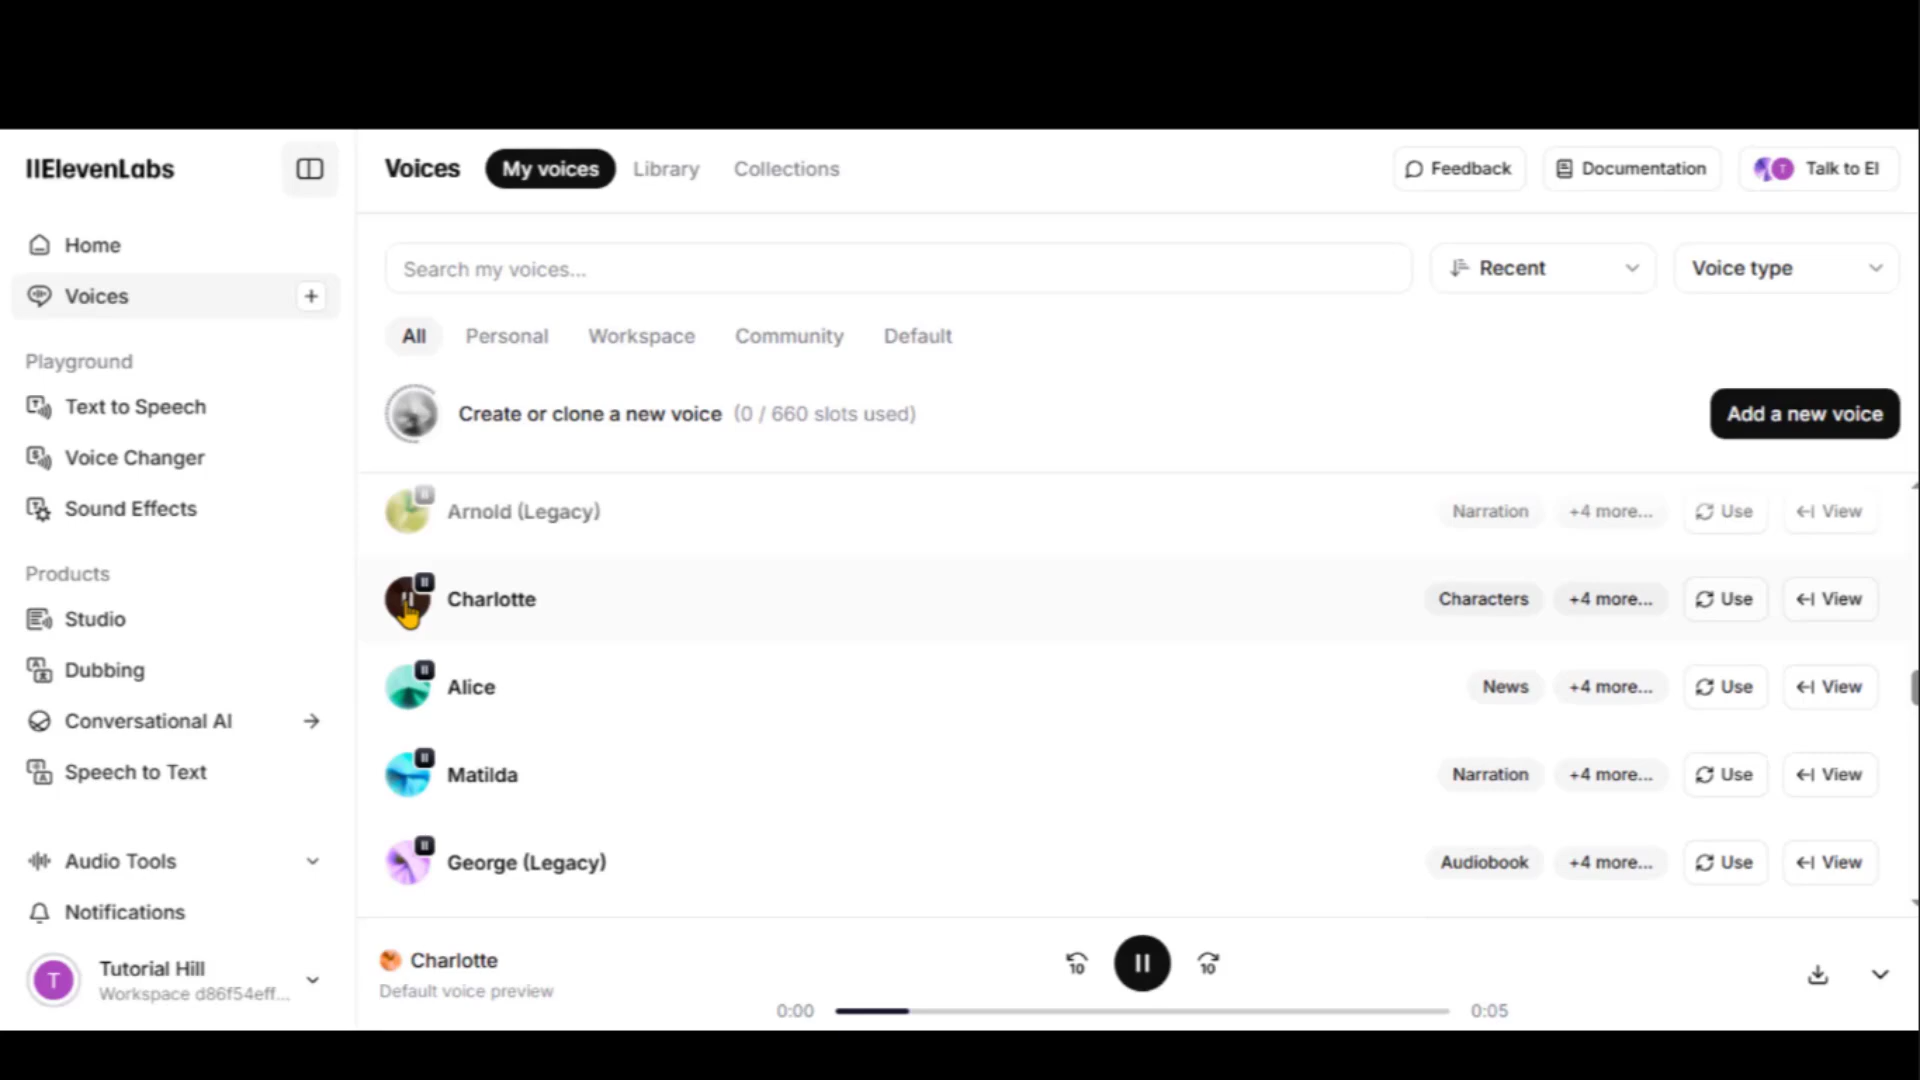 IIElevenLabs
Home
Voices
Playground
Text to Speech
Voice Changer
Sound Effects
Products
Studio
Dubbing
Conversational AI
Speech to Text
Audio Tools
Notifications
T
Tutorial Hill
Workspace d86f54eff...
Voices My voices Library Collections
Feedback Documentation T Talk to El
Search my voices...
Recent Voice type
All Personal Workspace Community Default
Create or clone a new voice (0 / 660 slots used) Add a new voice
Arnold (Legacy) Narration +4 more... Use View
Charlotte Characters +4 more... Use View
Alice News +4 more... Use View
Matilda Narration +4 more... Use View
George (Legacy) Audiobook +4 more... Use View
Charlotte
Default voice preview
10 10
0:00 0:05